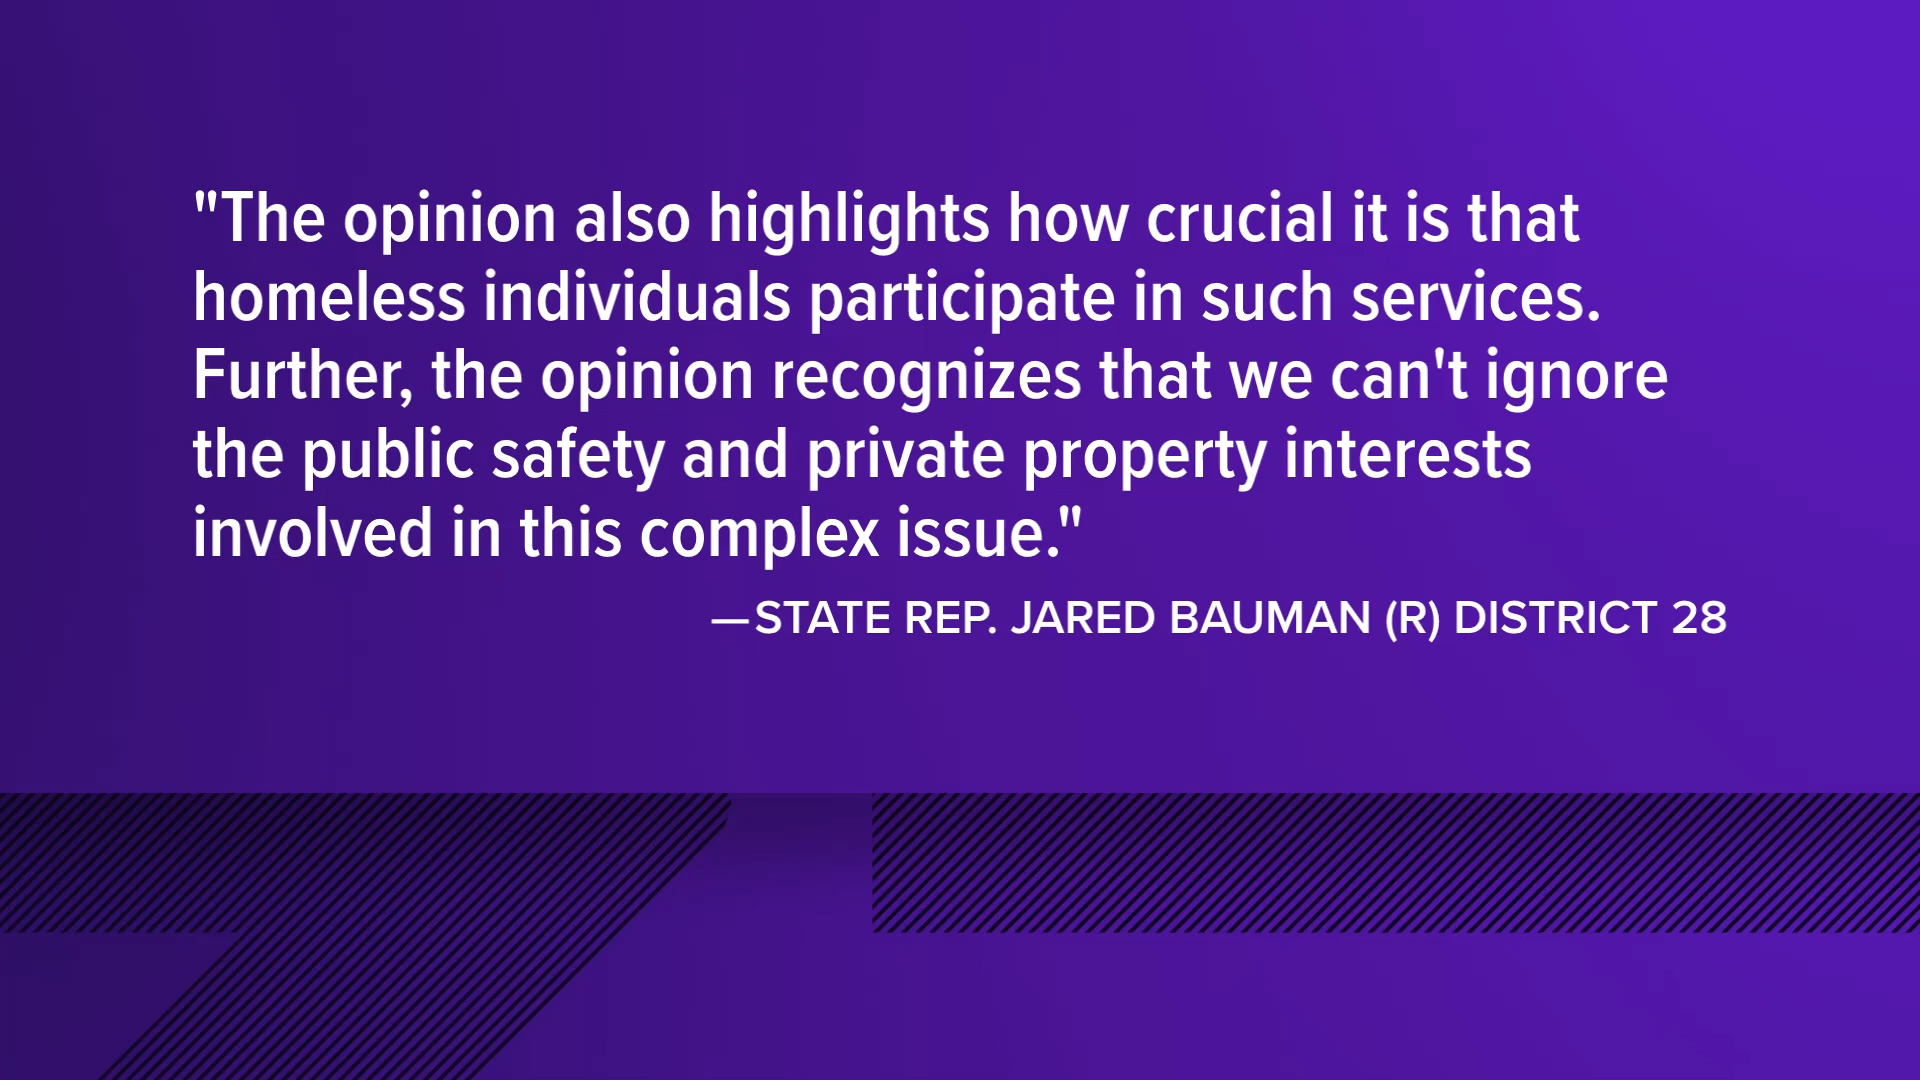 "The opinion also highlights how crucial it is that
homeless individuals participate in such services.
Further, the opinion recognizes that we can't ignore
the public safety and private property interests
involved in this complex issue."
—STATE REP. JARED BAUMAN (R) DISTRICT 28